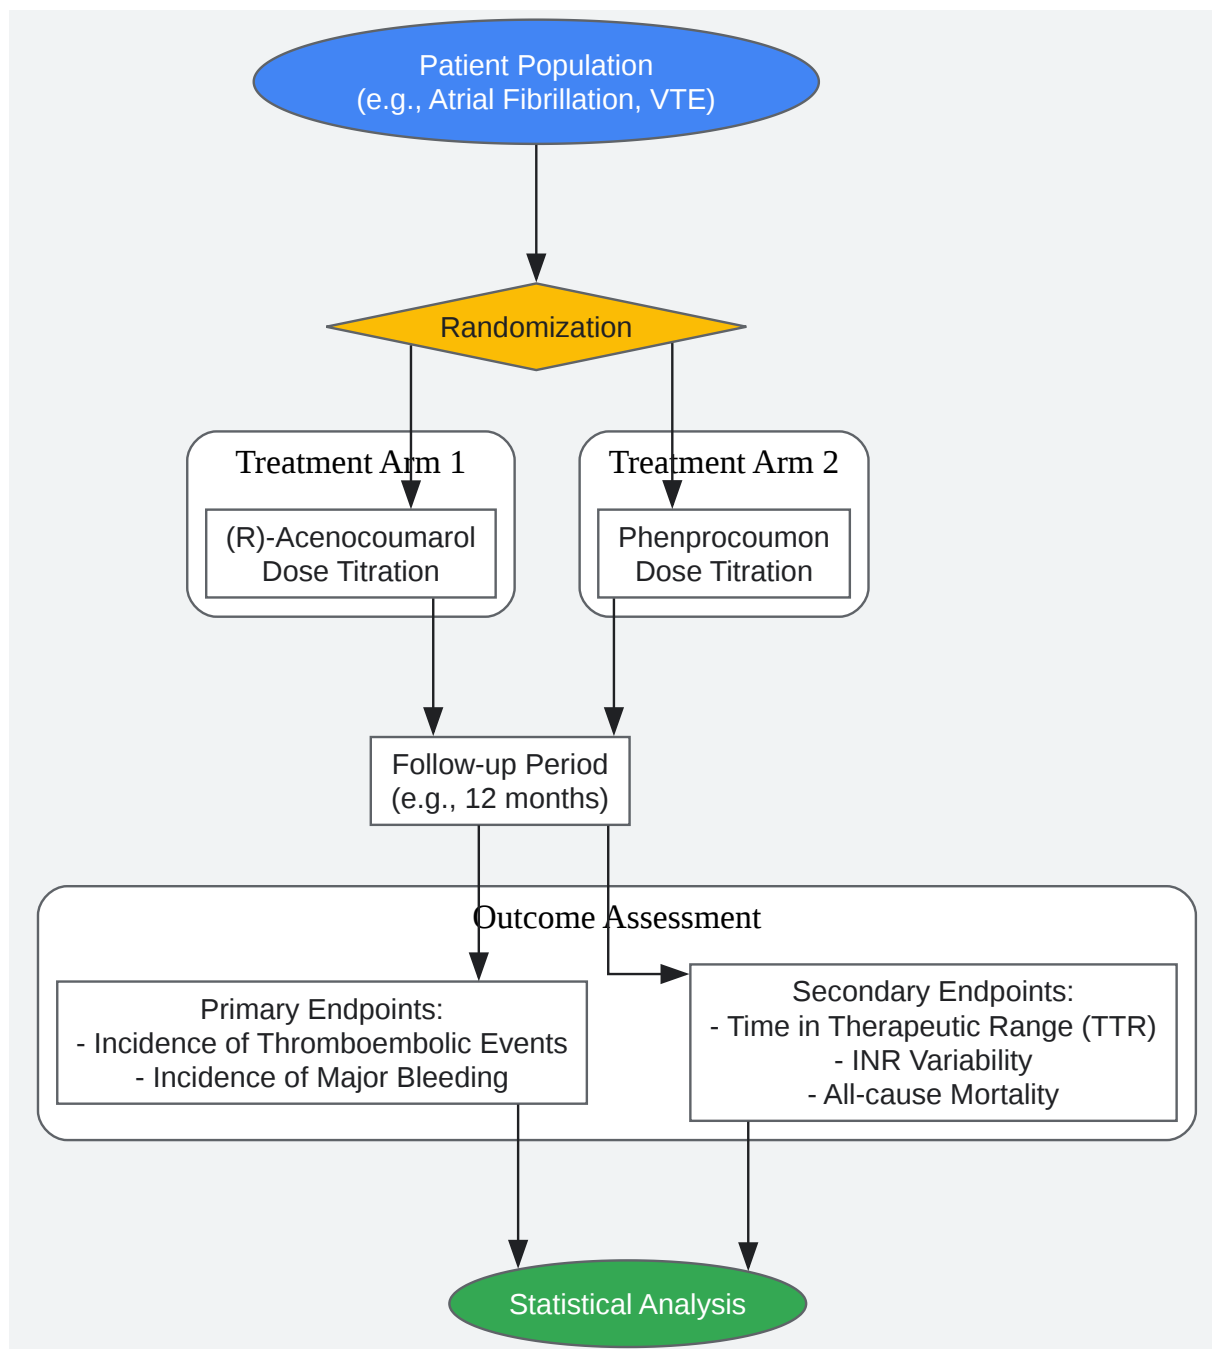 Patient Population
(e.g., Atrial Fibrillation, VTE)
Randomization
Treatment Arm 1
(R)-Acenocoumarol
Dose Titration
Treatment Arm 2
Phenprocoumon
Dose Titration
Follow-up Period
(e.g., 12 months)
Outcome Assessment
Primary Endpoints:
- Incidence of Thromboembolic Events
- Incidence of Major Bleeding
Secondary Endpoints:
- Time in Therapeutic Range (TTR)
- INR Variability
- All-cause Mortality
Statistical Analysis